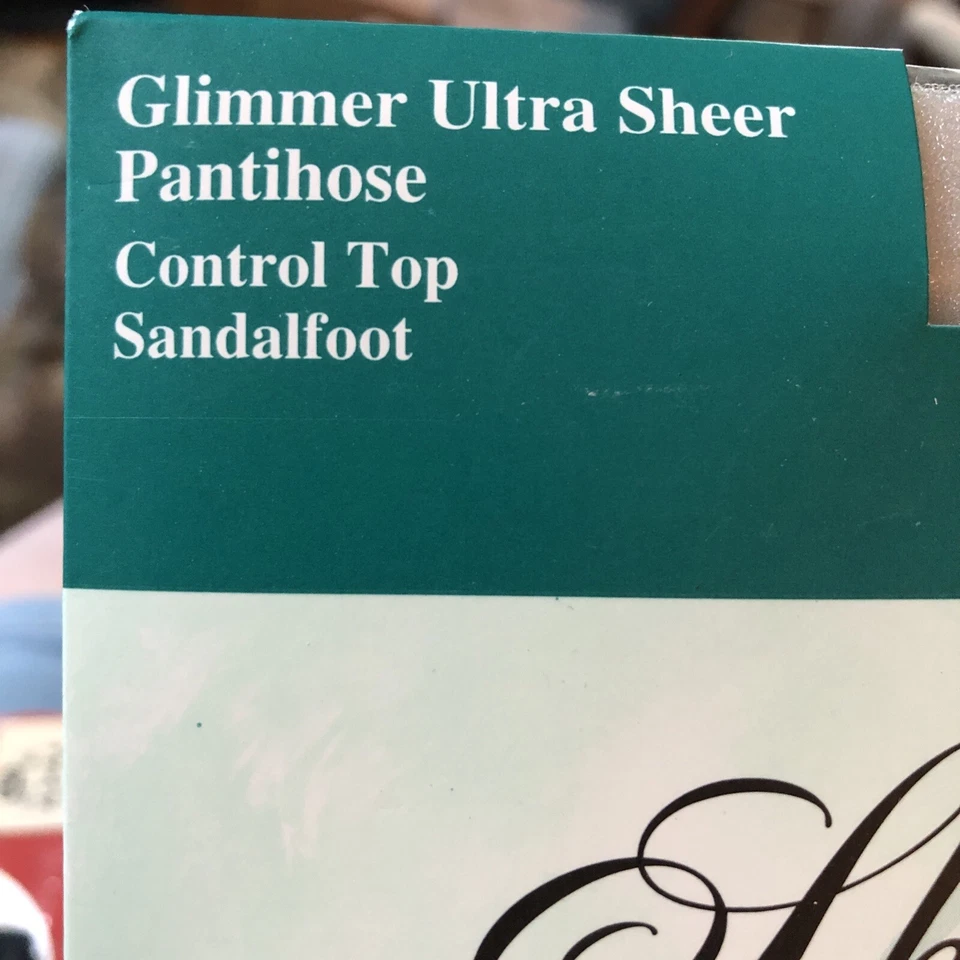 Glimmer Ultra Sheer
Pantihose
Control Top
Sandalfoot